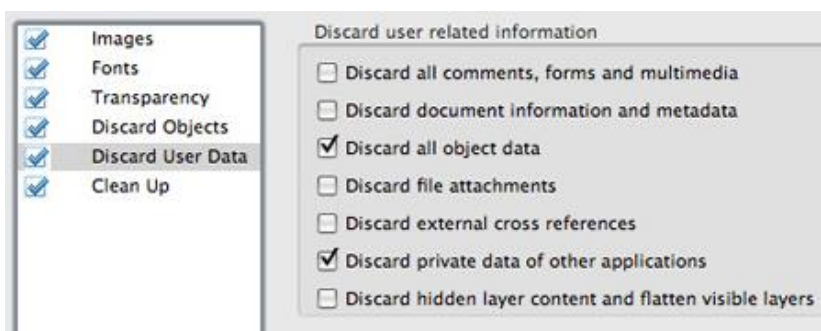 Images
Fonts
Transparency
Discard Objects
Discard User Data
Clean Up
Discard user related information
Discard all comments, forms and multimedia
Discard document information and metadata
Discard all object data
Discard file attachments
Discard external cross references
Discard private data of other applications
Discard hidden layer content and flatten visible layers